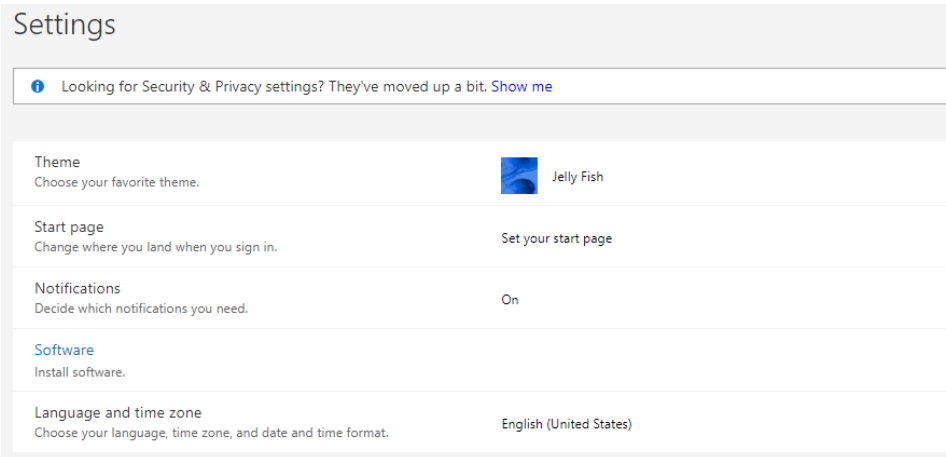 Settings
Looking for Security & Privacy settings? They've moved up a bit. Show me
Theme
Choose your favorite theme.
Jelly Fish
Start page
Change where you land when you sign in.
Set your start page
Notifications
Decide which notifications you need.
On
Software
Install software.
Language and time zone
Choose your language, time zone, and date and time format.
English (United States)